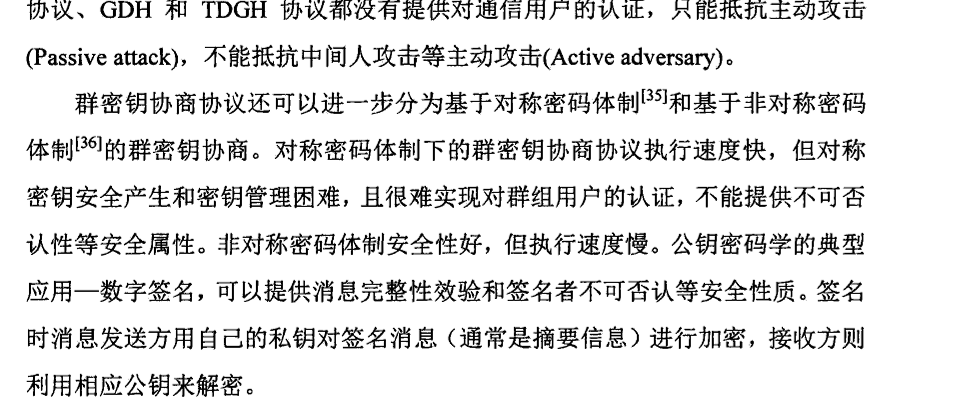 协议、GDH 和 TDGH 协议都没有提供对通信用户的认证，只能抵抗主动攻击
(Passive attack)，不能抵抗中间人攻击等主动攻击(Active adversary)。
群密钥协商协议还可以进一步分为基于对称密码体制[35]和基于非对称密码
体制[36]的群密钥协商。对称密码体制下的群密钥协商协议执行速度快，但对称
密钥安全产生和密钥管理困难，且很难实现对群组用户的认证，不能提供不可否
认性等安全属性。非对称密码体制安全性好，但执行速度慢。公钥密码学的典型
应用—数字签名，可以提供消息完整性效验和签名者不可否认等安全性质。签名
时消息发送方用自己的私钥对签名消息（通常是摘要信息）进行加密，接收方则
利用相应公钥来解密。